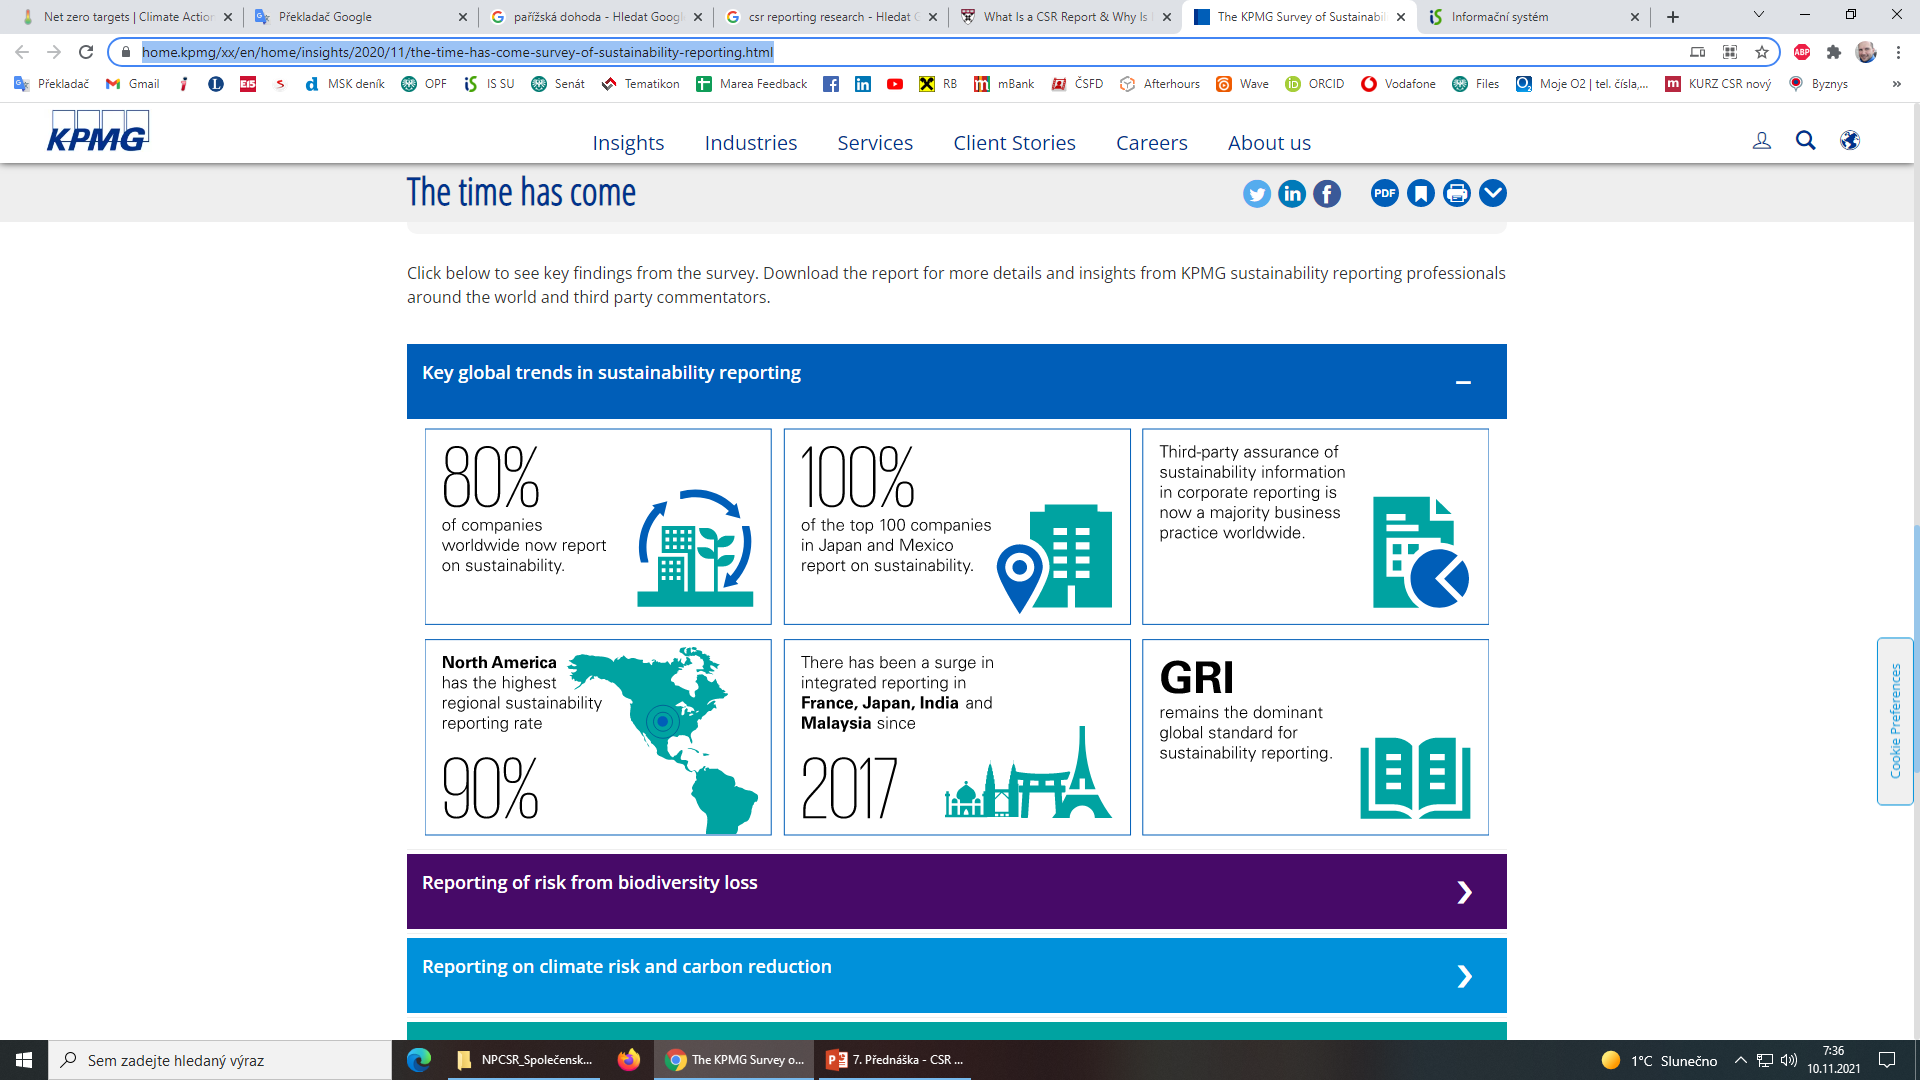 Net zero targets | Climate Action
Překladač Google
pařížská dohoda - Hledat Googl
csr reporting research - Hledat G
What Is a CSR Report & Why Is I
The KPMG Survey of Sustainabil
Informační systém
home.kpmg/xx/en/home/insights/2020/11/the-time-has-come-survey-of-sustainability-reporting.html
ABP
Překladač
Gmail
MSK deník
OPF
IS SU
Senát
Tematikon
Marea Feedback
RB
mBank
ČSFD
Afterhours
Wave
ORCID
Vodafone
Files
Moje O2 | tel. čísla,...
KURZ CSR nový
Byznys
»
KPMG
Insights
Industries
Services
Client Stories
Careers
About us
The time has come
PDF
Click below to see key findings from the survey. Download the report for more details and insights from KPMG sustainability reporting professionals
around the world and third party commentators.
Key global trends in sustainability reporting
80%
of companies
worldwide now report
on sustainability.
100%
of the top 100 companies
in Japan and Mexico
report on sustainability.
Third-party assurance of
sustainability information
in corporate reporting is
now a majority business
practice worldwide.
North America
has the highest
regional sustainability
reporting rate
90%
There has been a surge in
integrated reporting in
France, Japan, India and
Malaysia since
2017
GRI
remains the dominant
global standard for
sustainability reporting.
Cookie Preferences
Reporting of risk from biodiversity loss
Reporting on climate risk and carbon reduction
Sem zadejte hledaný výraz
NPCSR_Společensk...
The KPMG Survey o...
7. Přednáška - CSR ...
1°C Slunečno
7:36
10.11.2021